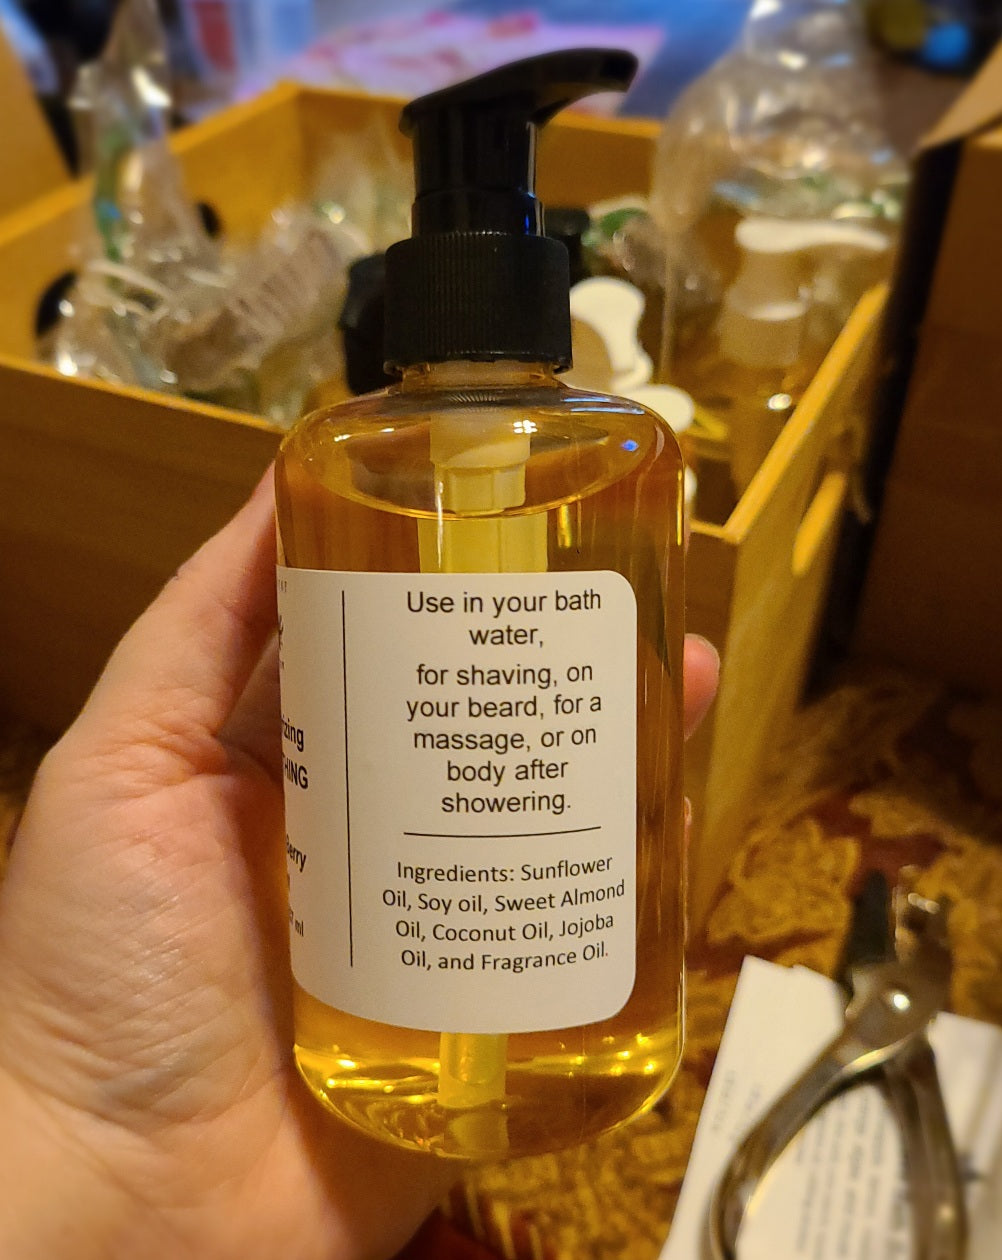 Use in your bath
water,
for shaving, on
your beard, for a
massage, or on
body after
showering.
Ingredients: Sunflower
Oil, Soy oil, Sweet Almond
Oil, Coconut Oil, Jojoba
Oil, and Fragrance Oil.
ml